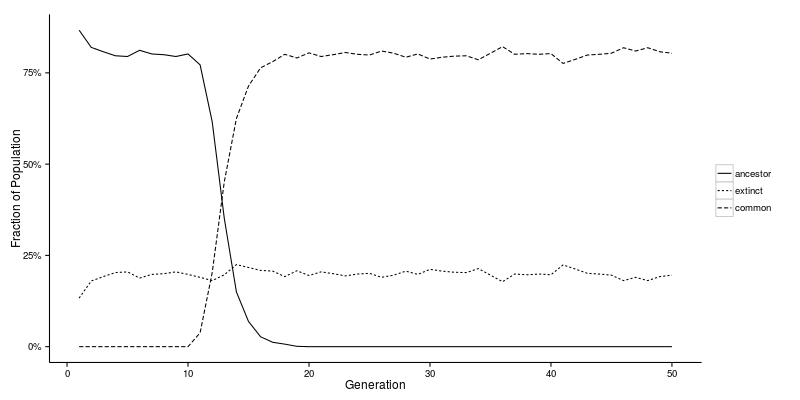 Fraction of Population
75%
50%
25%
0%
0 10 20 30 40 50
Generation
ancestor
extinct
common